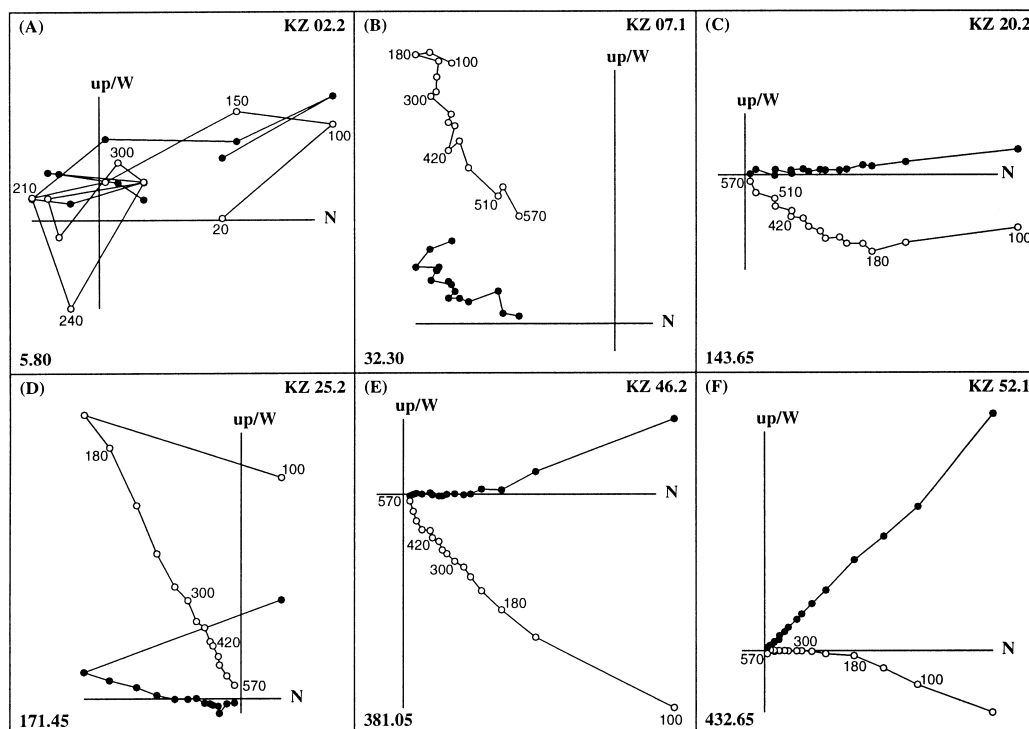 (A) KZ 02.2
up/W
150
100
300
210
N
20
240
5.80
(B) KZ 07.1
180
100
300
420
510
570
N
32.30
(C) KZ 20.2
up/W
N
570
510
420
180
100
143.65
(D) KZ 25.2
up/W
180
100
300
420
570
N
171.45
(E) KZ 46.2
up/W
N
570
420
300
180
100
381.05
(F) KZ 52.1
up/W
N
570
300
180
100
432.65